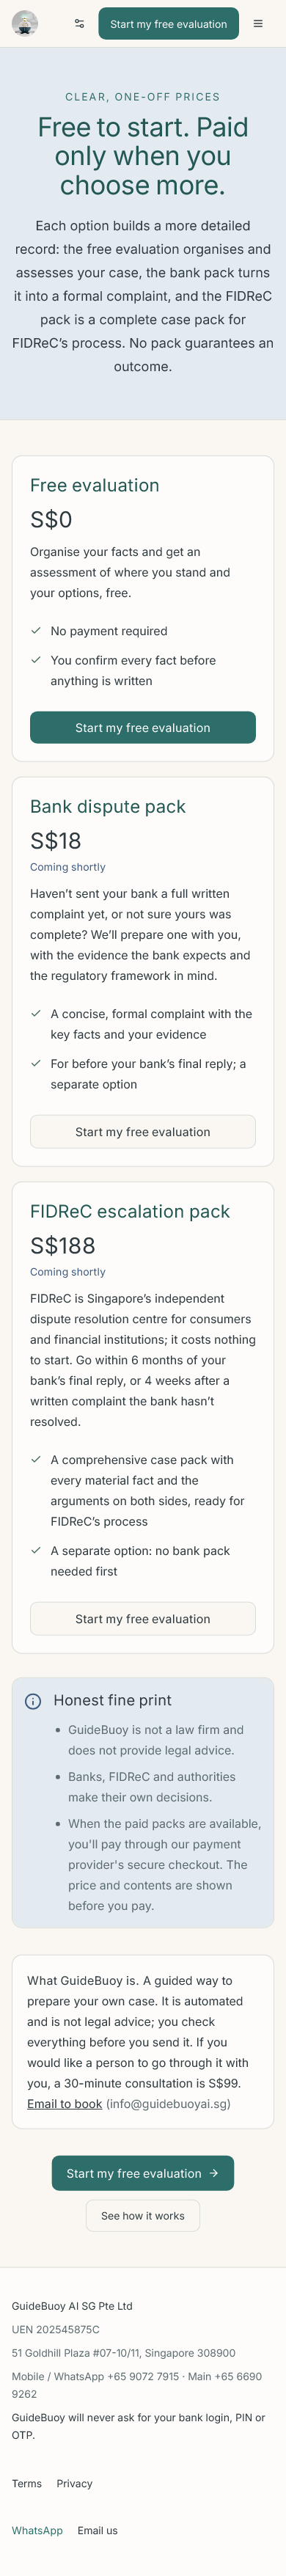 Start my free evaluation
CLEAR, ONE-OFF PRICES
Free to start. Paid
only when you
choose more.
Each option builds a more detailed
record: the free evaluation organises and
assesses your case, the bank pack turns
it into a formal complaint, and the FIDReC
pack is a complete case pack for
FIDReC’s process. No pack guarantees an
outcome.
Free evaluation
S$0
Organise your facts and get an
assessment of where you stand and
your options, free.
No payment required
You confirm every fact before
anything is written
Start my free evaluation
Bank dispute pack
S$18
Coming shortly
Haven’t sent your bank a full written
complaint yet, or not sure yours was
complete? We’ll prepare one with you,
with the evidence the bank expects and
the regulatory framework in mind.
A concise, formal complaint with the
key facts and your evidence
For before your bank’s final reply; a
separate option
Start my free evaluation
FIDReC escalation pack
S$188
Coming shortly
FIDReC is Singapore’s independent
dispute resolution centre for consumers
and financial institutions; it costs nothing
to start. Go within 6 months of your
bank’s final reply, or 4 weeks after a
written complaint the bank hasn’t
resolved.
A comprehensive case pack with
every material fact and the
arguments on both sides, ready for
FIDReC’s process
A separate option: no bank pack
needed first
Start my free evaluation
Honest fine print
GuideBuoy is not a law firm and
does not provide legal advice.
Banks, FIDReC and authorities
make their own decisions.
When the paid packs are available,
you'll pay through our payment
provider's secure checkout. The
price and contents are shown
before you pay.
What GuideBuoy is. A guided way to
prepare your own case. It is automated
and is not legal advice; you check
everything before you send it. If you
would like a person to go through it with
you, a 30-minute consultation is S$99.
Email to book (info@guidebuoyai.sg)
Start my free evaluation →
See how it works
GuideBuoy AI SG Pte Ltd
UEN 202545875C
51 Goldhill Plaza #07-10/11, Singapore 308900
Mobile / WhatsApp +65 9072 7915 · Main +65 6690
9262
GuideBuoy will never ask for your bank login, PIN or
OTP.
Terms Privacy
WhatsApp Email us